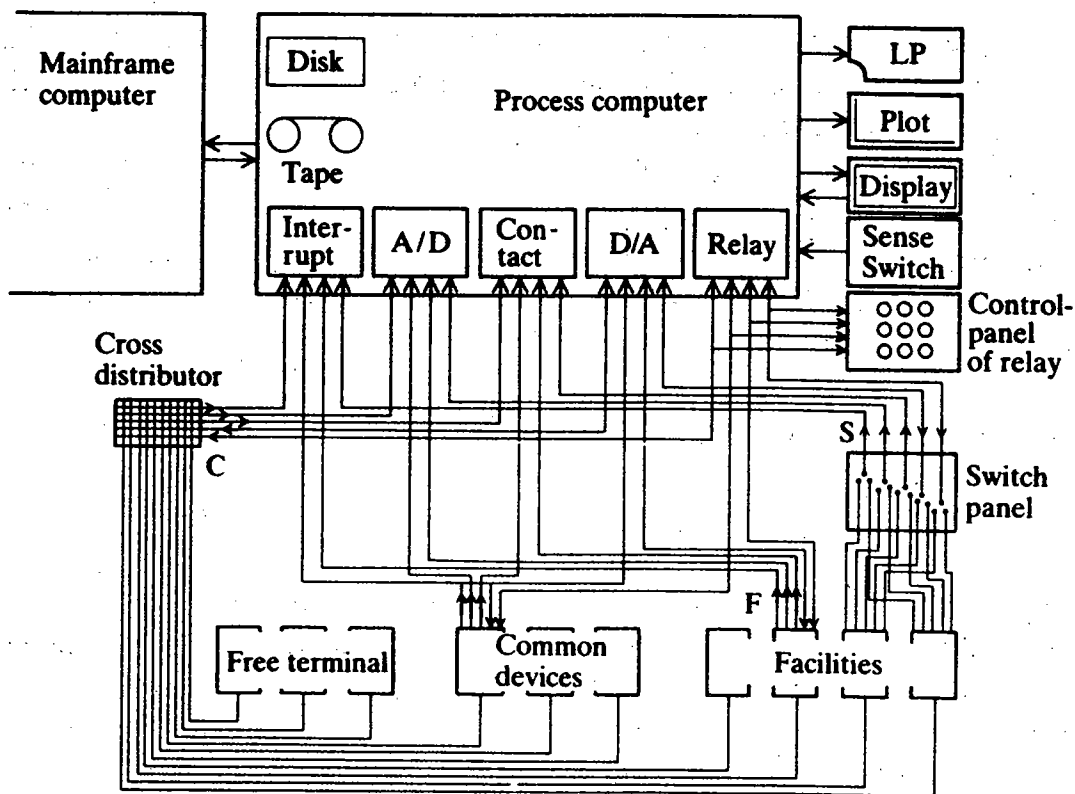 Mainframe
computer
Disk
Tape
Process computer
LP
Plot
Display
Sense
Switch
Inter-
rupt
A/D
Con-
tact
D/A
Relay
Control-
panel
of relay
Cross
distributor
C
S
Switch
panel
F
Free terminal
Common
devices
Facilities